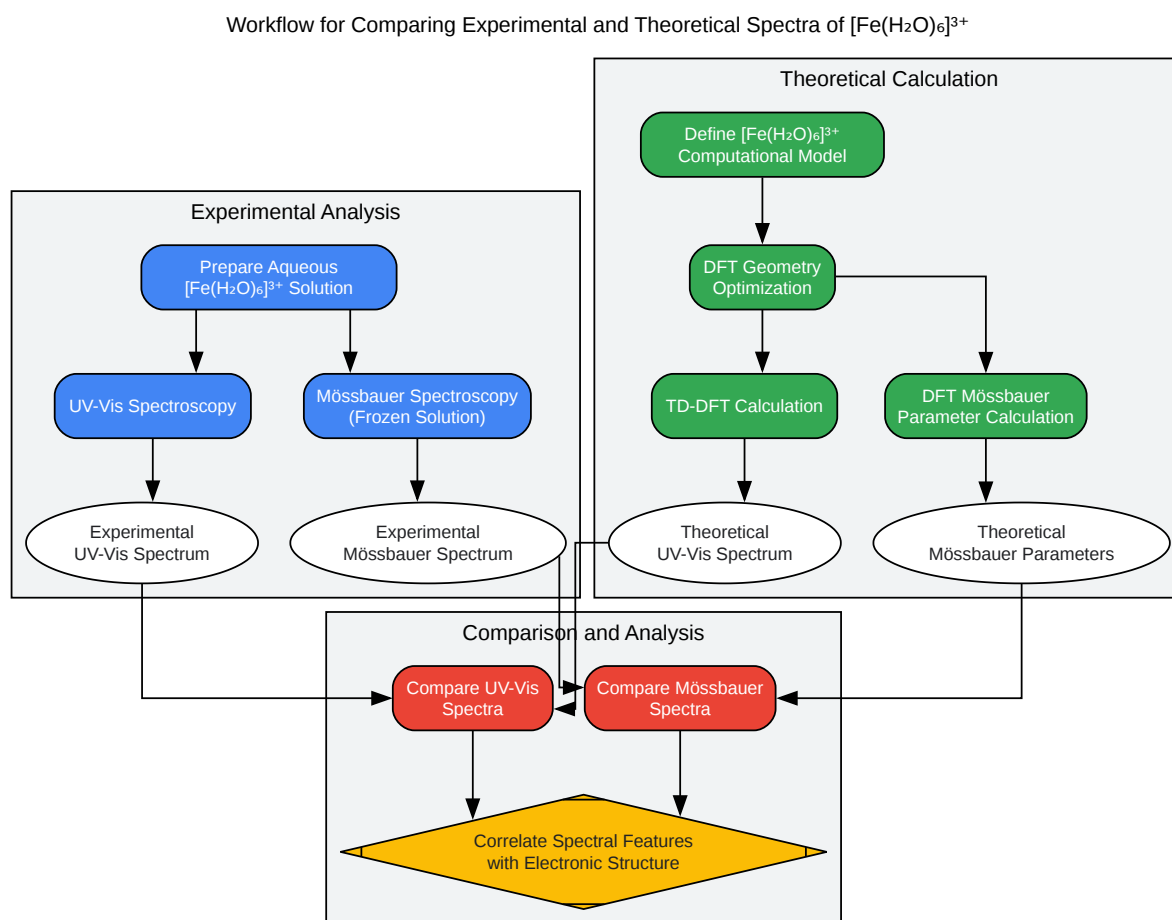 Workflow for Comparing Experimental and Theoretical Spectra of [Fe(H₂O)₆]³⁺
Theoretical Calculation
Define [Fe(H₂O)₆]³⁺
Computational Model
Experimental Analysis
Prepare Aqueous
[Fe(H₂O)₆]³⁺ Solution
DFT Geometry
Optimization
UV-Vis Spectroscopy
Mössbauer Spectroscopy
(Frozen Solution)
TD-DFT Calculation
DFT Mössbauer
Parameter Calculation
Experimental
UV-Vis Spectrum
Experimental
Mössbauer Spectrum
Theoretical
UV-Vis Spectrum
Theoretical
Mössbauer Parameters
Comparison and Analysis
Compare UV-Vis
Spectra
Compare Mössbauer
Spectra
Correlate Spectral Features
with Electronic Structure